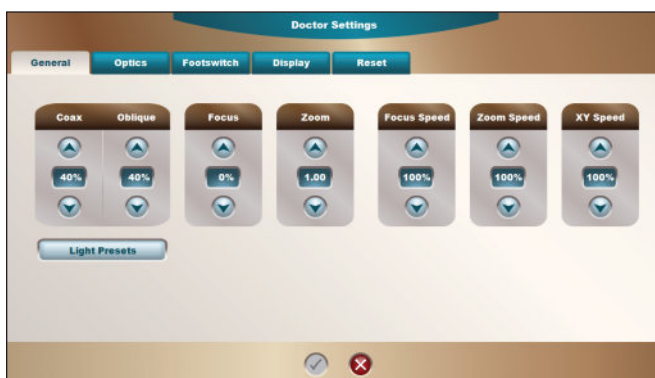 Doctor Settings
General Optics Footswitch Display Reset
Coax Oblique Focus Zoom Focus Speed Zoom Speed XY Speed
40% 40% 0% 1.00 100% 100% 100%
Light Presets